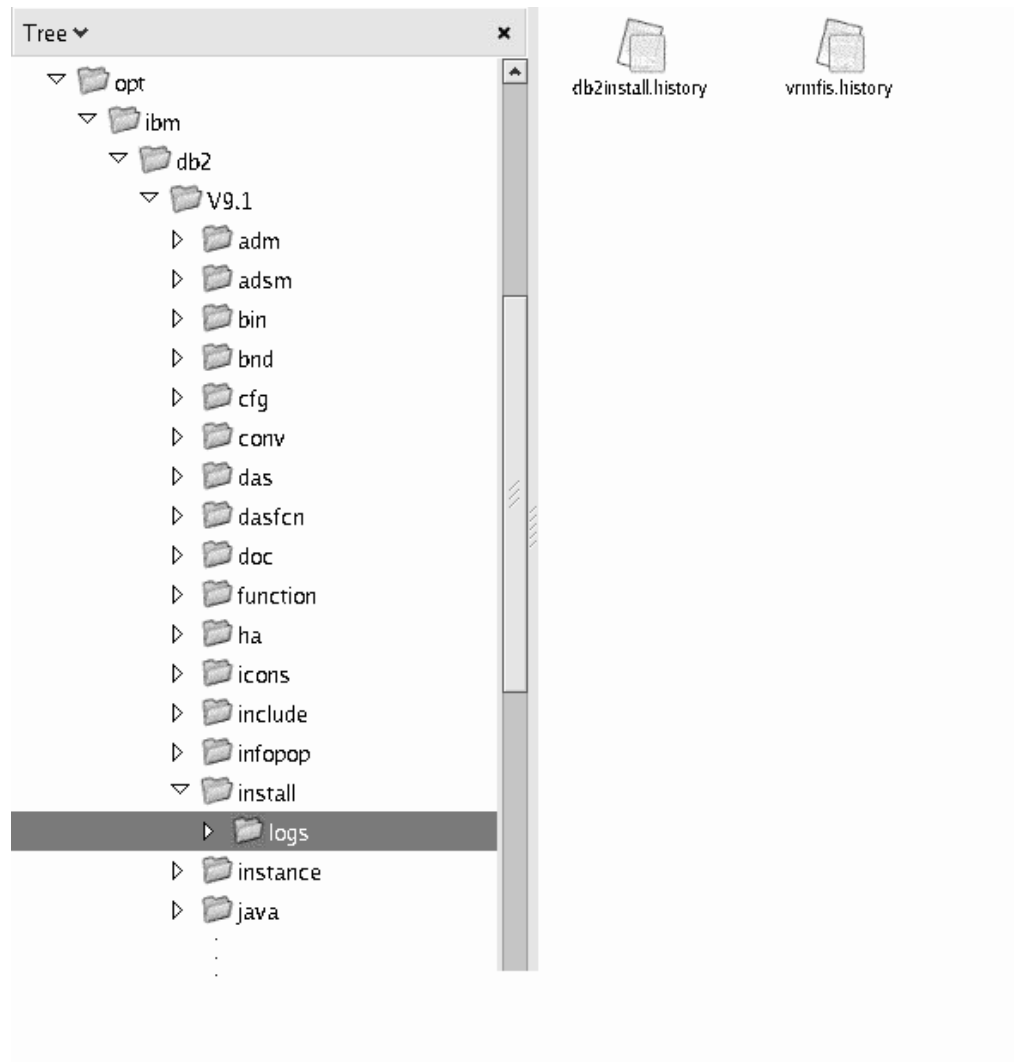 Tree
opt
ibm
db2
V9.1
adm
adsm
bin
bnd
cfg
conv
das
dasfcn
doc
function
ha
icons
include
infopop
install
logs
instance
java
db2install.history
vrmfis.history